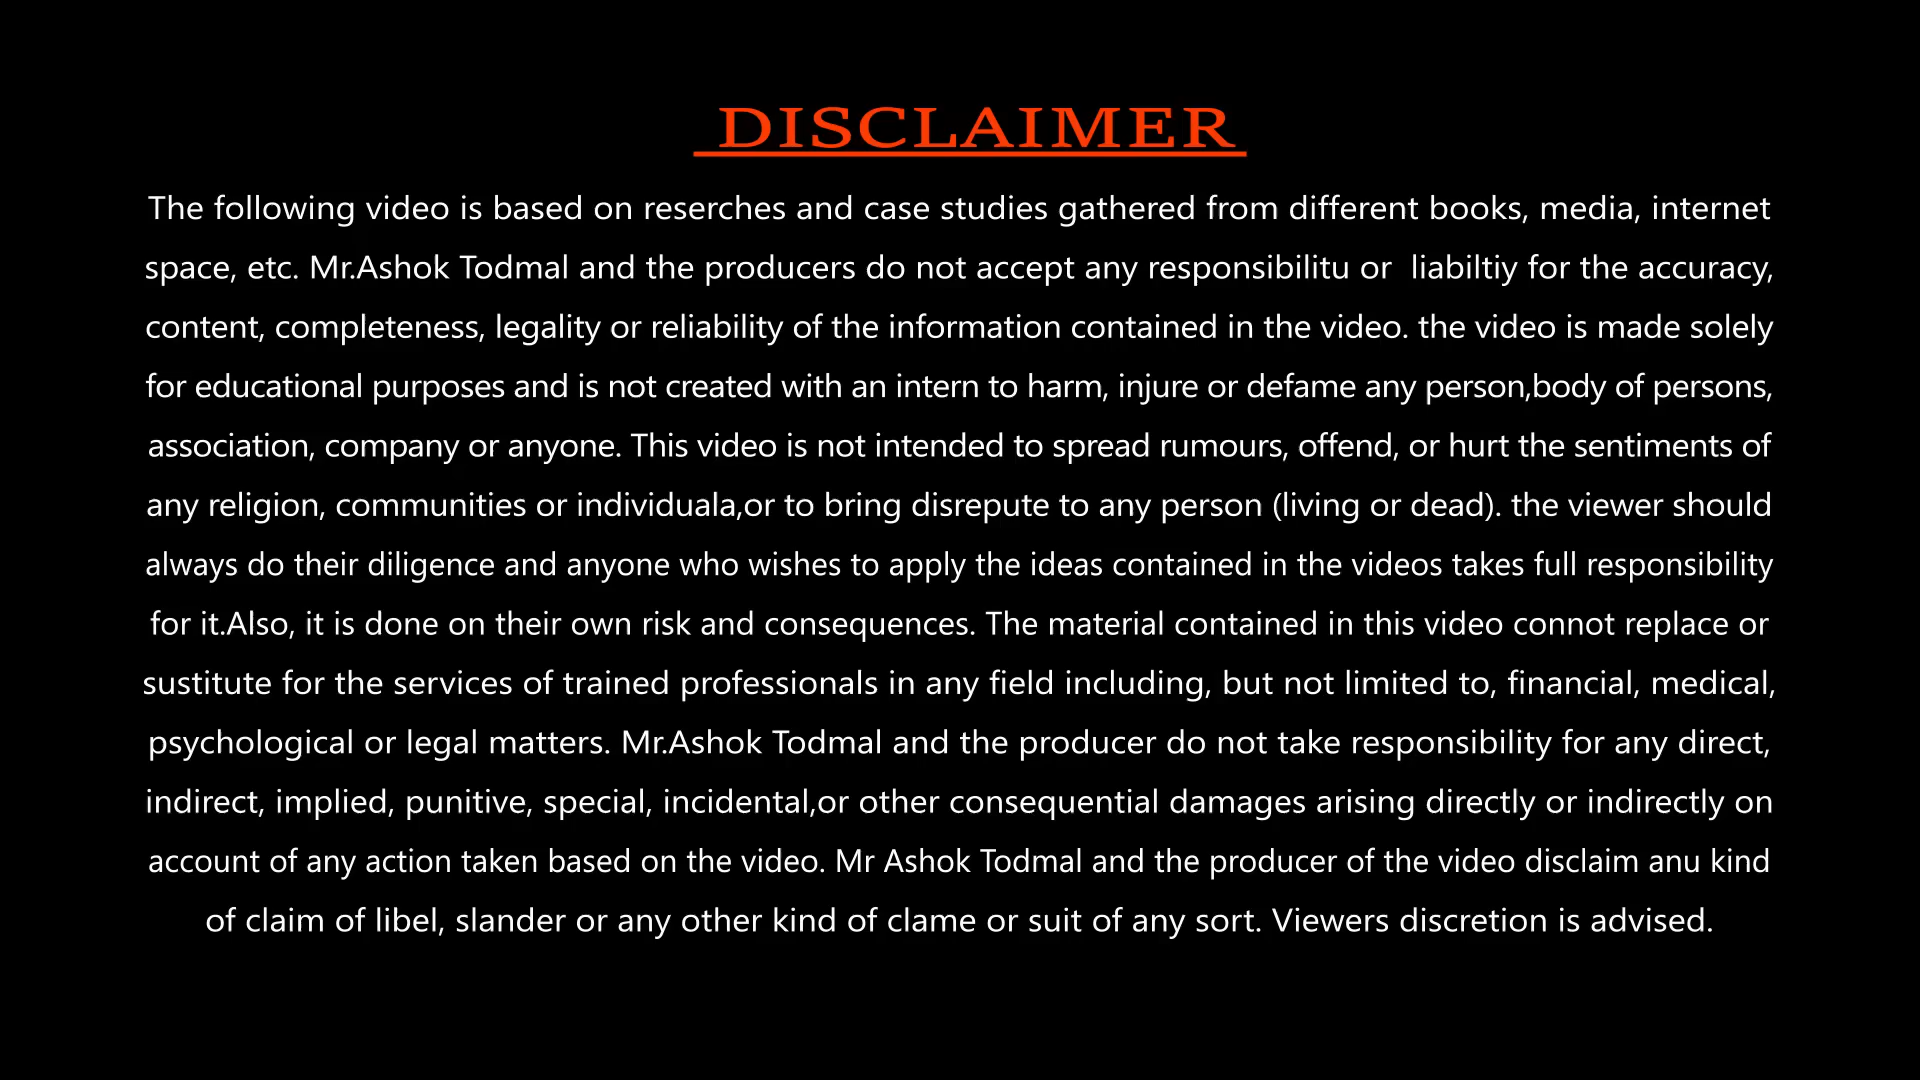 DISCLAIMER
The following video is based on reserches and case studies gathered from different books, media, internet
space, etc. Mr.Ashok Todmal and the producers do not accept any responsibilitu or  liabiltiy for the accuracy,
content, completeness, legality or reliability of the information contained in the video. the video is made solely
for educational purposes and is not created with an intern to harm, injure or defame any person,body of persons,
association, company or anyone. This video is not intended to spread rumours, offend, or hurt the sentiments of
any religion, communities or individuala,or to bring disrepute to any person (living or dead). the viewer should
always do their diligence and anyone who wishes to apply the ideas contained in the videos takes full responsibility
for it.Also, it is done on their own risk and consequences. The material contained in this video connot replace or
sustitute for the services of trained professionals in any field including, but not limited to, financial, medical,
psychological or legal matters. Mr.Ashok Todmal and the producer do not take responsibility for any direct,
indirect, implied, punitive, special, incidental,or other consequential damages arising directly or indirectly on
account of any action taken based on the video. Mr Ashok Todmal and the producer of the video disclaim anu kind
of claim of libel, slander or any other kind of clame or suit of any sort. Viewers discretion is advised.